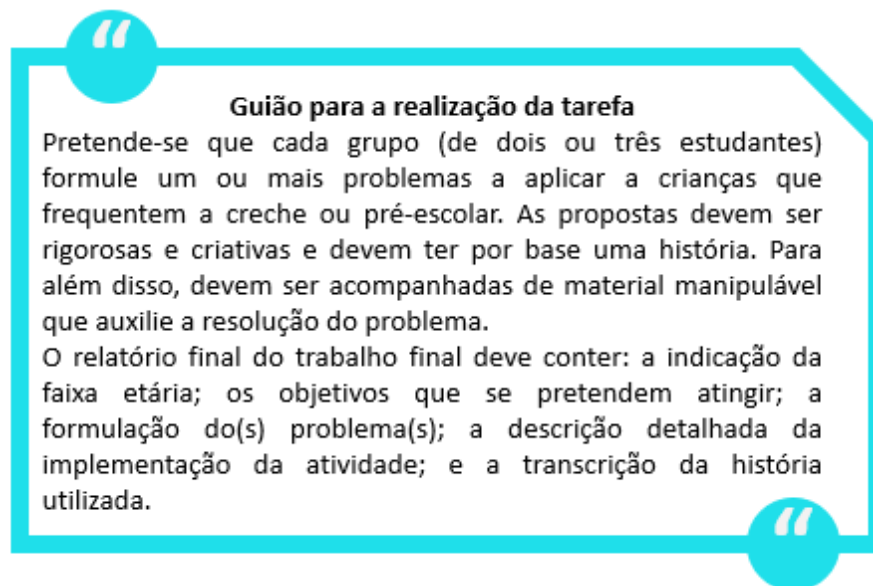 Guião para a realização da tarefa
Pretende-se que cada grupo (de dois ou três estudantes)
formule um ou mais problemas a aplicar a crianças que
frequentem a creche ou pré-escolar. As propostas devem ser
rigorosas e criativas e devem ter por base uma história. Para
além disso, devem ser acompanhadas de material manipulável
que auxilie a resolução do problema.
O relatório final do trabalho final deve conter: a indicação da
faixa etária; os objetivos que se pretendem atingir; a
formulação do(s) problema(s); a descrição detalhada da
implementação da atividade; e a transcrição da história
utilizada.